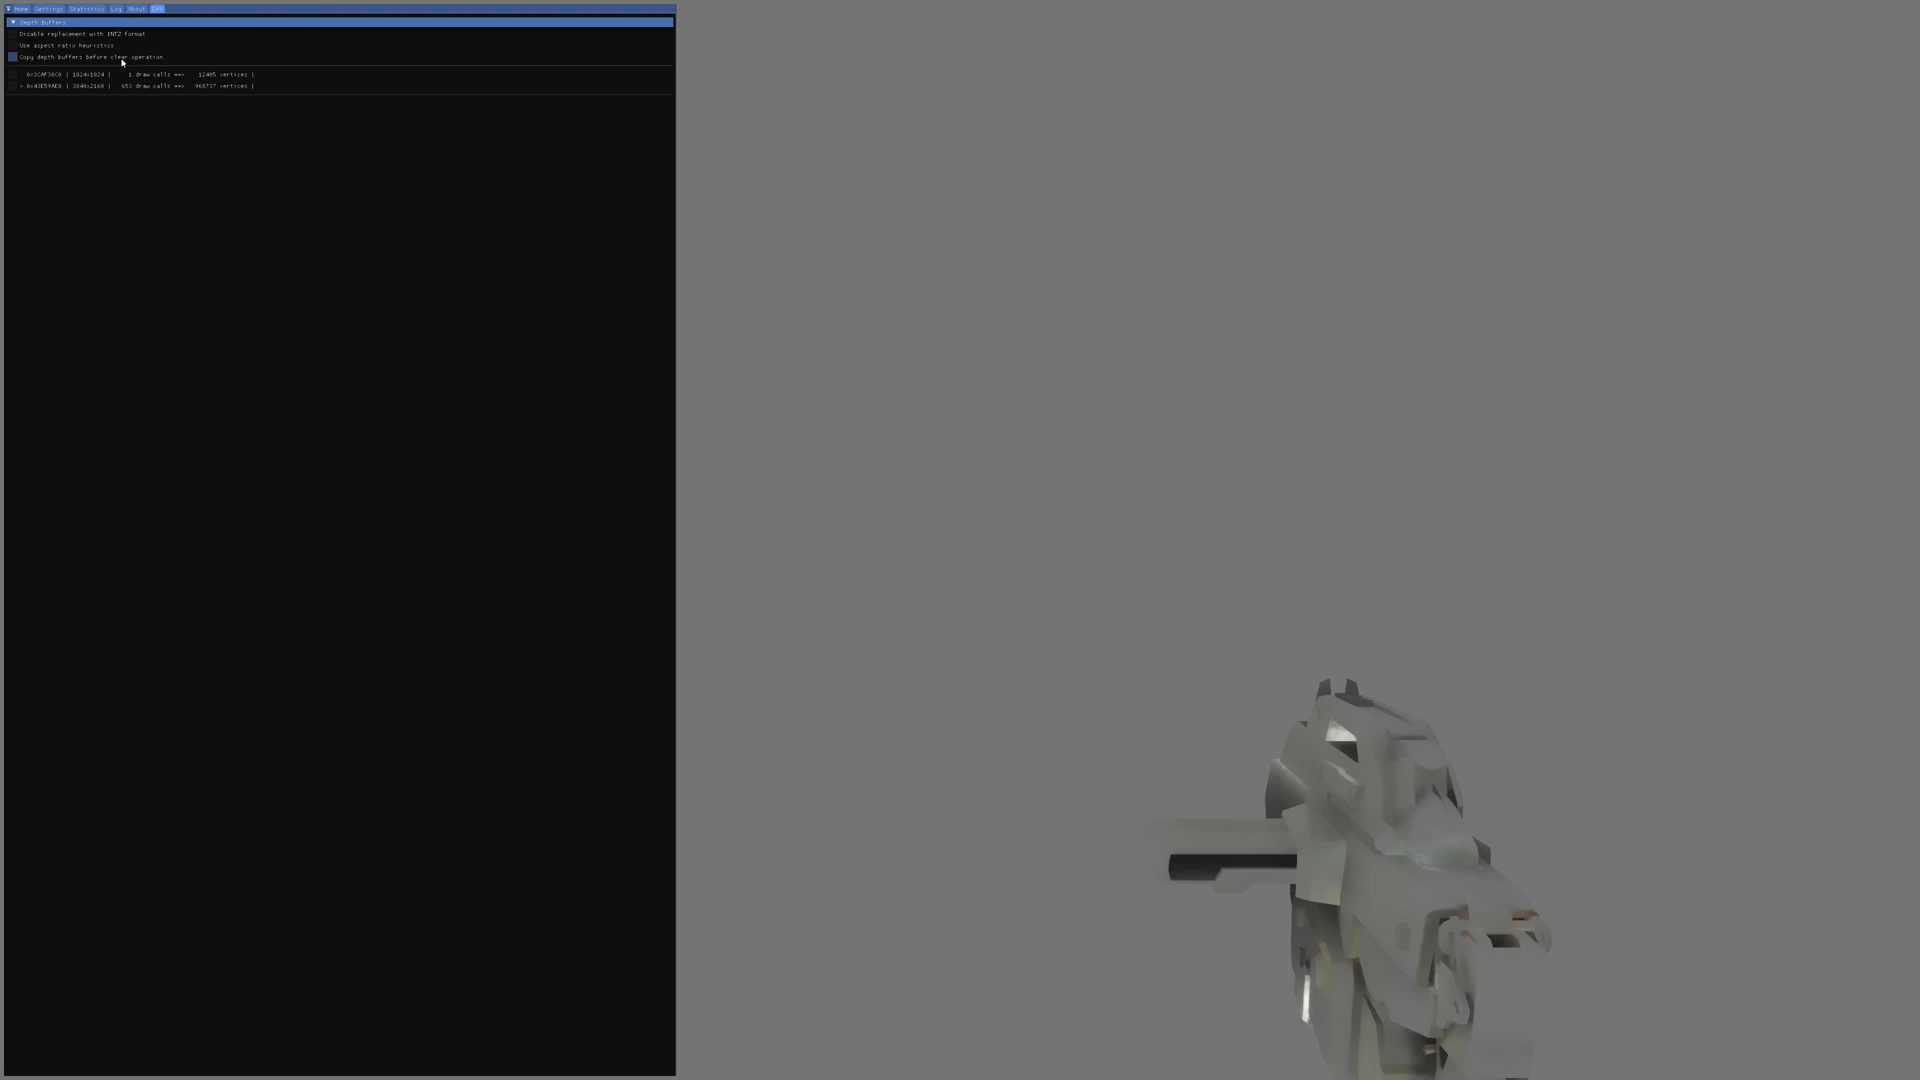 Home Settings Statistics Log About D3D9
Depth Buffers
Disable replacement with INTZ format
Use aspect ratio heuristics
Copy depth buffers before clear operation
0x3CAF38C0 | 1024x1024 | 1 draw calls ==> 12405 vertices |
> 0x43E59AE0 | 3840x2160 | 653 draw calls ==> 968737 vertices |